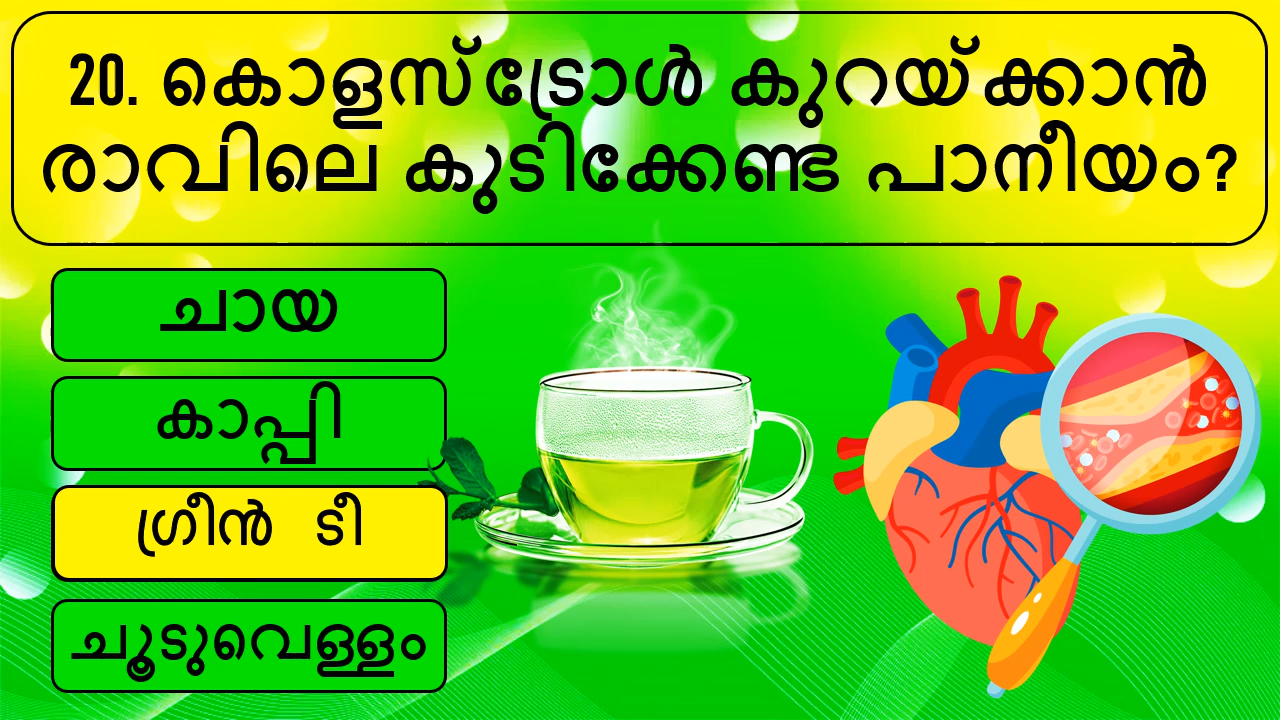 20. കൊളസ്ട്രോൾ കുറയ്ക്കാൻ
രാവിലെ കുടിക്കേണ്ട പാനീയം?
ചായ
കാപ്പി
ഗ്രീൻ ടീ
ചൂടുവെള്ളം